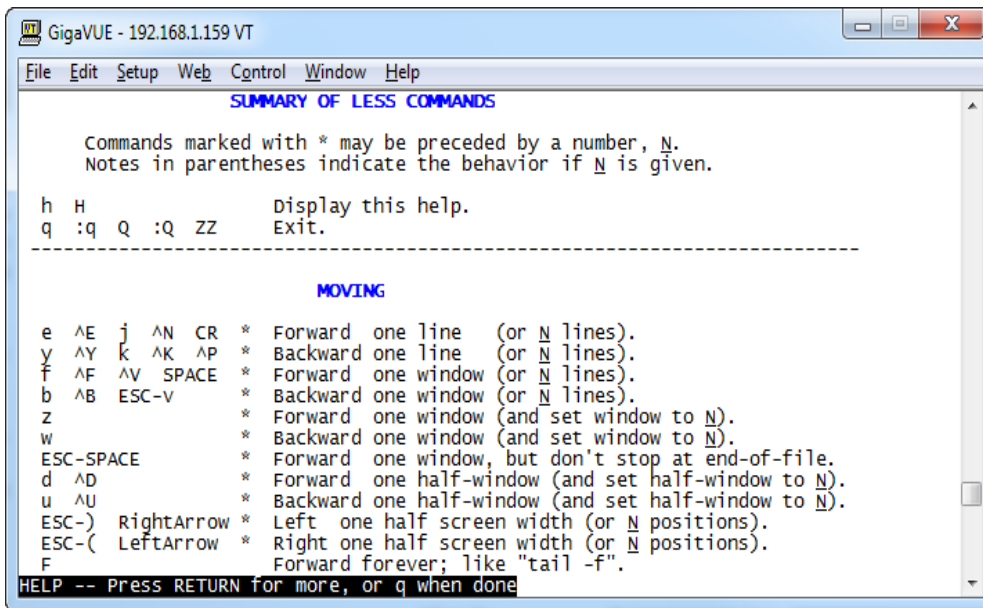 GigaVUE - 192.168.1.159 VT
File Edit Setup Web Control Window Help
SUMMARY OF LESS COMMANDS
Commands marked with * may be preceded by a number, N.
Notes in parentheses indicate the behavior if N is given.
h H Display this help.
q :q Q :Q ZZ Exit.
--------------------------------------------------------------------------
MOVING
e ^E j ^N CR * Forward one line (or N lines).
y ^Y k ^K ^P * Backward one line (or N lines).
f ^F ^V SPACE * Forward one window (or N lines).
b ^B ESC-v * Backward one window (or N lines).
z * Forward one window (and set window to N).
w * Backward one window (and set window to N).
ESC-SPACE * Forward one window, but don't stop at end-of-file.
d ^D * Forward one half-window (and set half-window to N).
u ^U * Backward one half-window (and set half-window to N).
ESC-) RightArrow * Left one half screen width (or N positions).
ESC-( LeftArrow * Right one half screen width (or N positions).
F Forward forever; like "tail -f".
HELP -- Press RETURN for more, or q when done